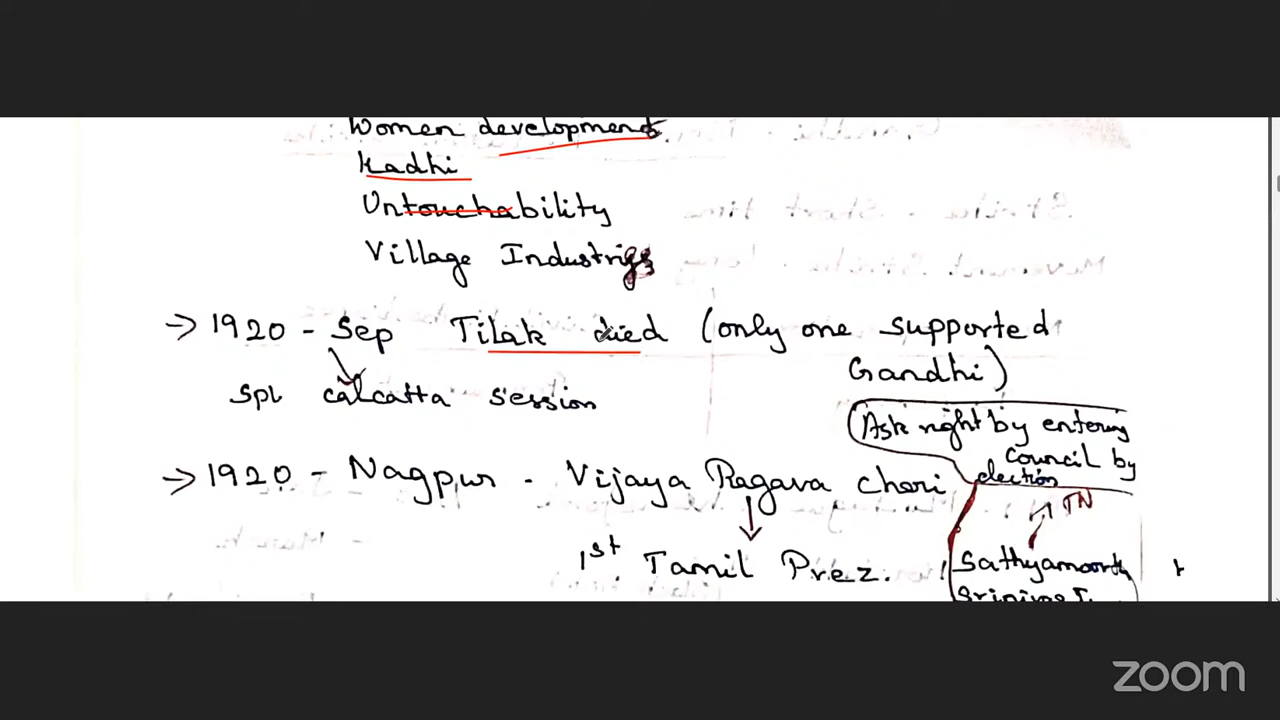 Women development
Kadhi
Untouchability
Village Industries
→ 1920 - Sep Tilak died (only one supported
Gandhi)
Spl calcatta session
Ask right by entering
Council by
election
→ 1920 - Nagpur - Vijaya Ragava chari
TN
1st Tamil Prez.
Sathyamoorthy
zoom